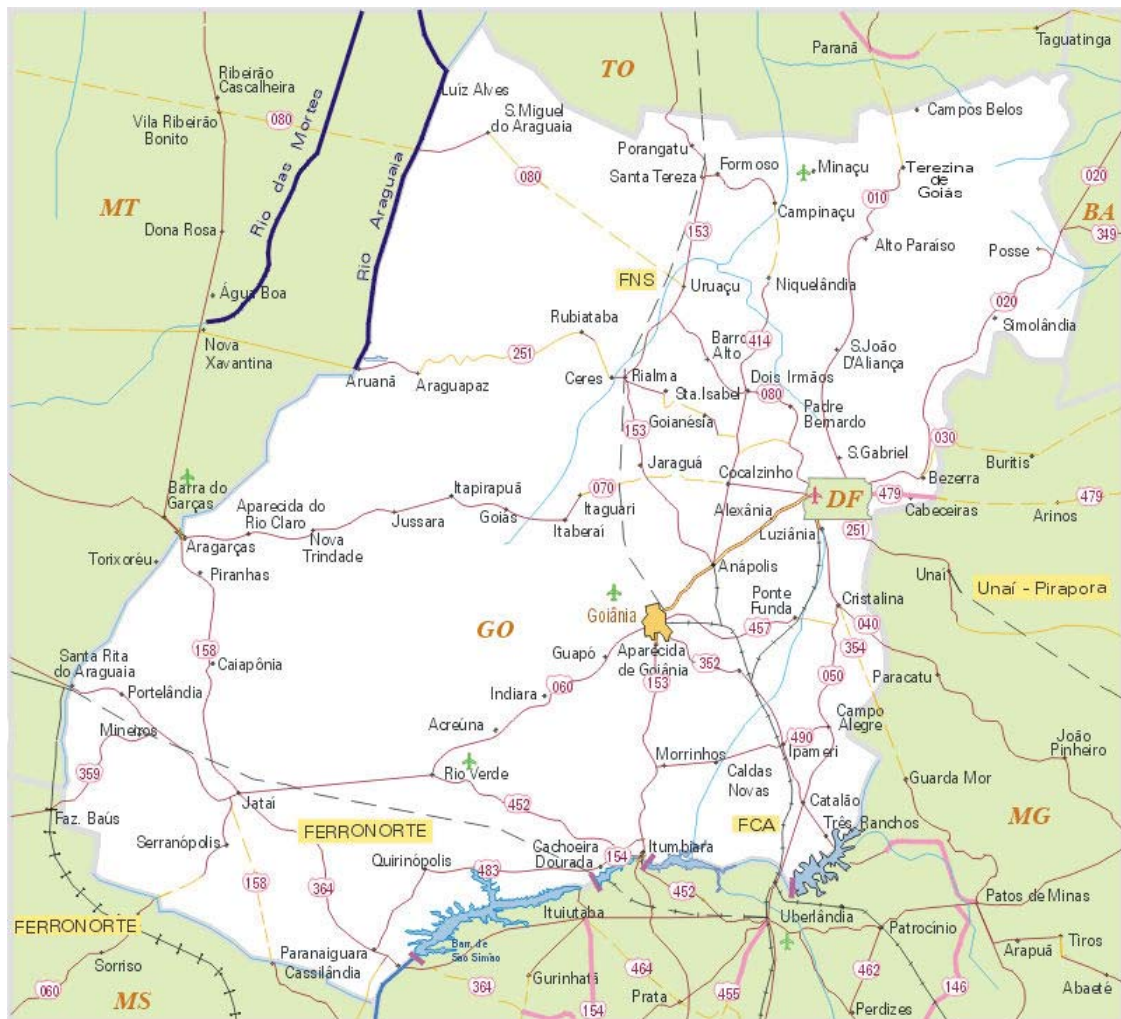 Taguatinga
Paranã
TO
Ribeirão
Cascalheira
Luíz Alves
Campos Belos
S. Miguel
do Araguaia
Vila Ribeirão
Bonito
080
Rio das Mortes
Rio Araguaia
Porangatu
Formoso
Minaçu
Terezina
de
Goiás
Santa Tereza
080
020
MT
010
Campinaçu
BA
Dona Rosa
153
Alto Paraíso
349
Posse
FNS
Uruaçu
Niquelândia
Água Boa
020
Simolândia
Rubiataba
Nova
Xavantina
251
Barro
Alto
414
S.João
D'Aliança
Aruanã
Araguapaz
Ceres
Rialma
Dois Irmãos
Sta.Isabel
080
Padre
Bernardo
Goianésia
153
030
Buritis
Jaraguá
S.Gabriel
Cocalzinho
Bezerra
Barra do
Garças
Itapirapuã
070
DF
479
479
Aparecida do
Rio Claro
Itaguari
Alexânia
Cabeceiras
Arinos
Jussara
Goiás
Nova
Trindade
Itaberaí
Luziânia
251
Aragarças
Torixoréu
Piranhas
Anápolis
Unaí
Unaí - Pirapora
Ponte
Funda
Cristalina
Goiânia
GO
457
040
158
Guapó
Aparecida
de Goiânia
352
354
Santa Rita
do Araguaia
Caiapônia
153
050
Paracatu
Portelândia
Indiara
060
Mineiros
Acreúna
Campo
Alegre
490
João
Pinheiro
Morrinhos
Ipameri
359
Rio Verde
Caldas
Novas
Guarda Mor
Jataí
452
Catalão
Faz. Baús
MG
FERRONORTE
FCA
Três Ranchos
Serranópolis
Cachoeira
Dourada
154
Itumbiara
Quirinópolis
483
158
364
452
Patos de Minas
FERRONORTE
Ituiutaba
Uberlândia
Patrocínio
Paranaiguara
Barr. de
São Simão
Tiros
Arapuã
Sorriso
Cassilândia
464
462
060
364
Gurinhatã
455
146
Abaeté
MS
Prata
154
Perdizes